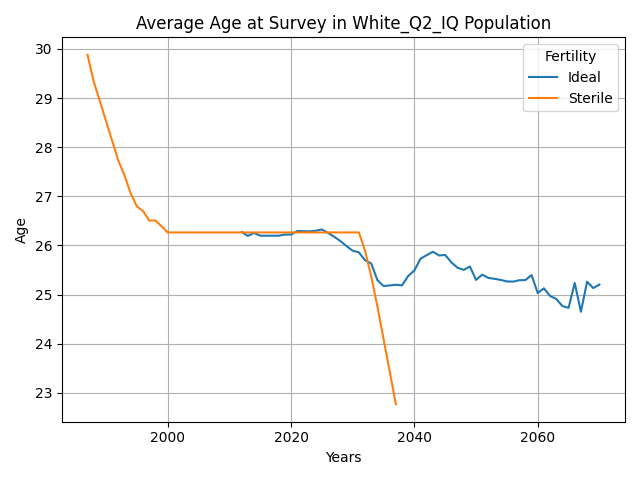 Average Age at Survey in White_Q2_IQ Population
Fertility
Ideal
Sterile
30
29
28
27
26
25
24
23
Age
2000
2020
2040
2060
Years